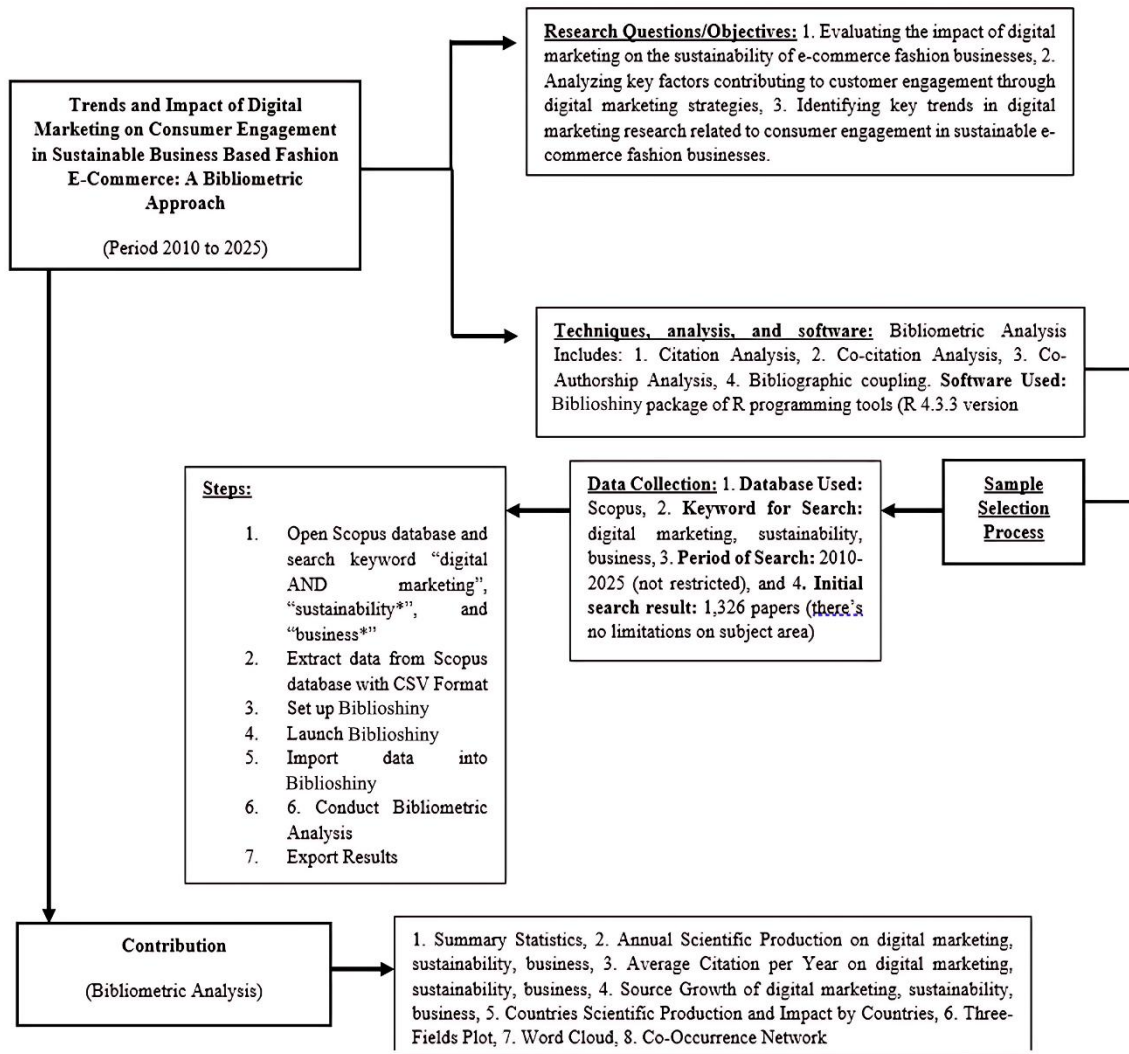 Trends and Impact of Digital
Marketing on Consumer Engagement
in Sustainable Business Based Fashion
E-Commerce: A Bibliometric
Approach
(Period 2010 to 2025)
Research Questions/Objectives: 1. Evaluating the impact of digital
marketing on the sustainability of e-commerce fashion businesses, 2.
Analyzing key factors contributing to customer engagement through
digital marketing strategies, 3. Identifying key trends in digital
marketing research related to consumer engagement in sustainable e-
commerce fashion businesses.
Techniques, analysis, and software: Bibliometric Analysis
Includes: 1. Citation Analysis, 2. Co-citation Analysis, 3. Co-
Authorship Analysis, 4. Bibliographic coupling. Software Used:
Biblioshiny package of R programming tools (R 4.3.3 version
Sample
Selection
Process
Data Collection: 1. Database Used:
Scopus, 2. Keyword for Search:
digital marketing, sustainability,
business, 3. Period of Search: 2010-
2025 (not restricted), and 4. Initial
search result: 1,326 papers (there's
no limitations on subject area)
Steps:
1. Open Scopus database and
search keyword "digital
AND marketing",
"sustainability*", and
"business*"
2. Extract data from Scopus
database with CSV Format
3. Set up Biblioshiny
4. Launch Biblioshiny
5. Import data into
Biblioshiny
6. 6. Conduct Bibliometric
Analysis
7. Export Results
Contribution
(Bibliometric Analysis)
1. Summary Statistics, 2. Annual Scientific Production on digital marketing,
sustainability, business, 3. Average Citation per Year on digital marketing,
sustainability, business, 4. Source Growth of digital marketing, sustainability,
business, 5. Countries Scientific Production and Impact by Countries, 6. Three-
Fields Plot, 7. Word Cloud, 8. Co-Occurrence Network